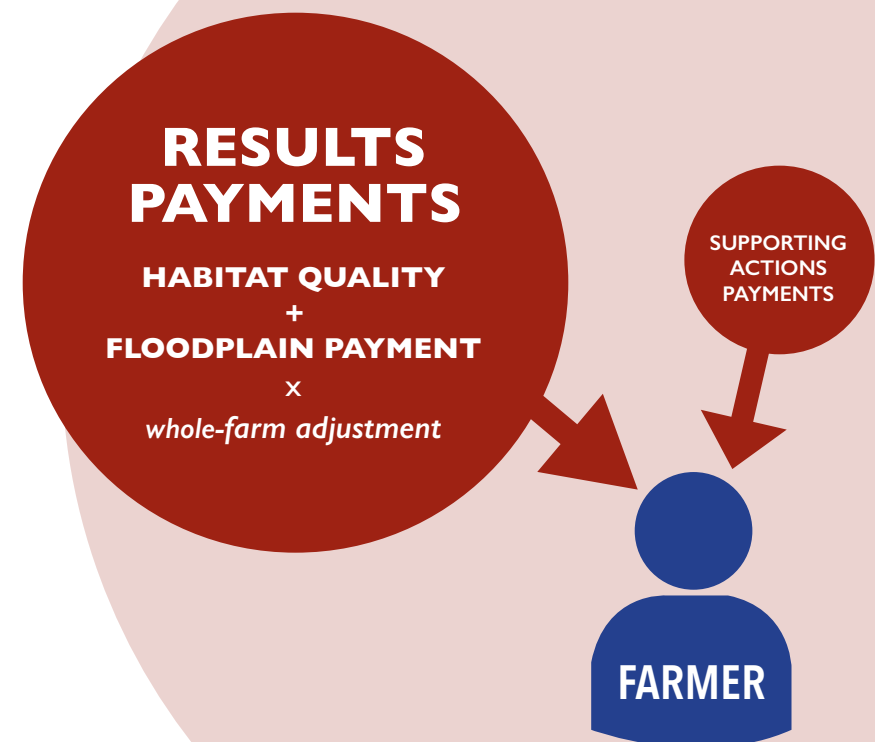 RESULTS
PAYMENTS
HABITAT QUALITY
+
FLOODPLAIN PAYMENT
x
whole-farm adjustment
SUPPORTING
ACTIONS
PAYMENTS
FARMER